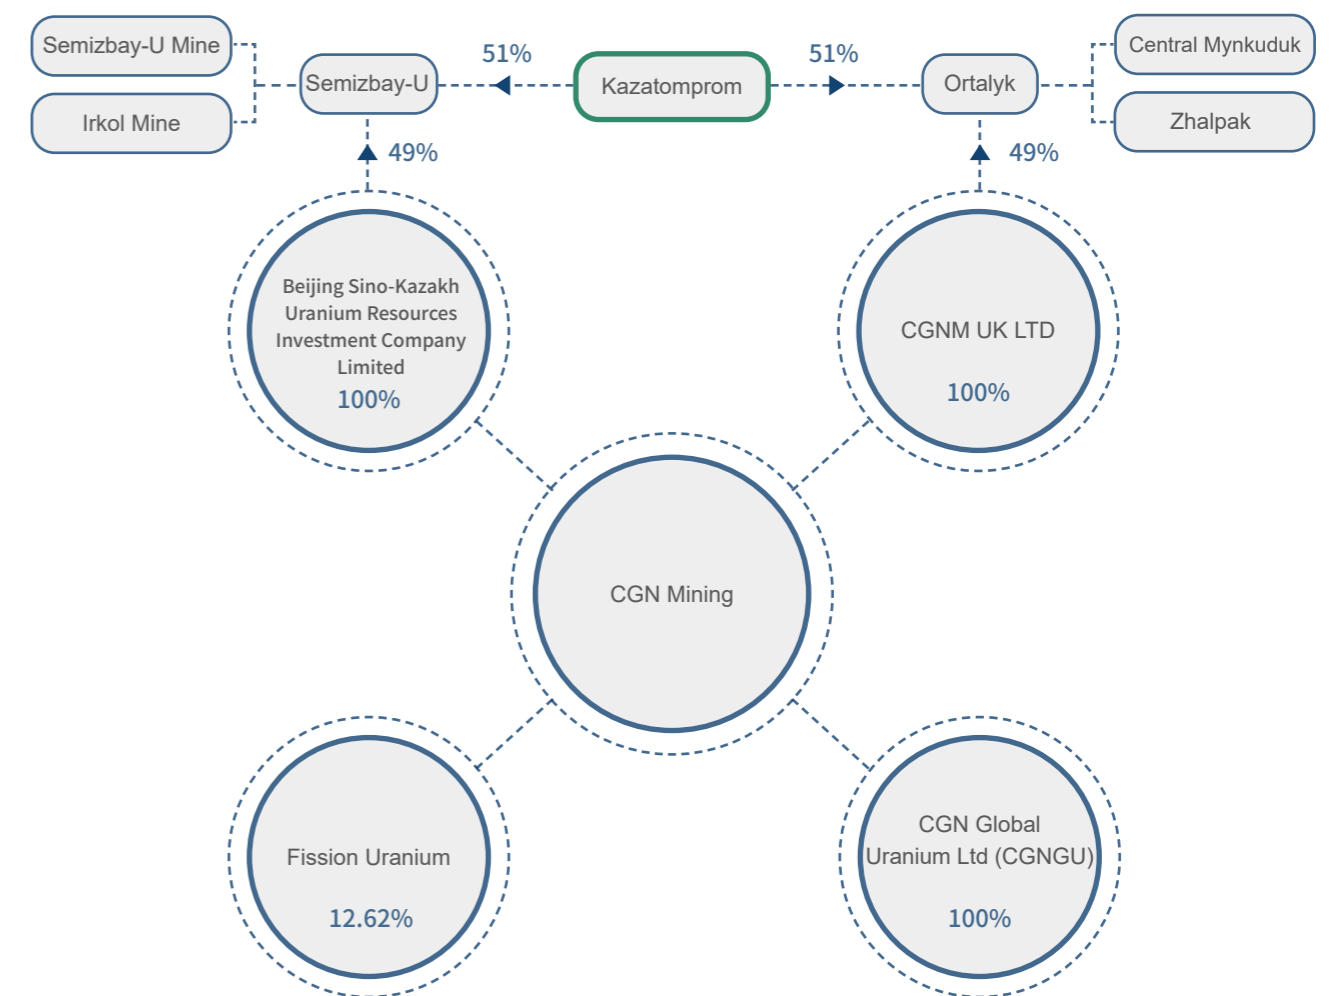 Semizbay-U Mine
Irkol Mine
Semizbay-U
51%
Kazatomprom
51%
Ortalyk
Central Mynkuduk
Zhalpak
49%
49%
Beijing Sino-Kazakh
Uranium Resources
Investment Company
Limited
100%
CGNM UK LTD
100%
CGN Mining
Fission Uranium
12.62%
CGN Global
Uranium Ltd (CGNGU)
100%